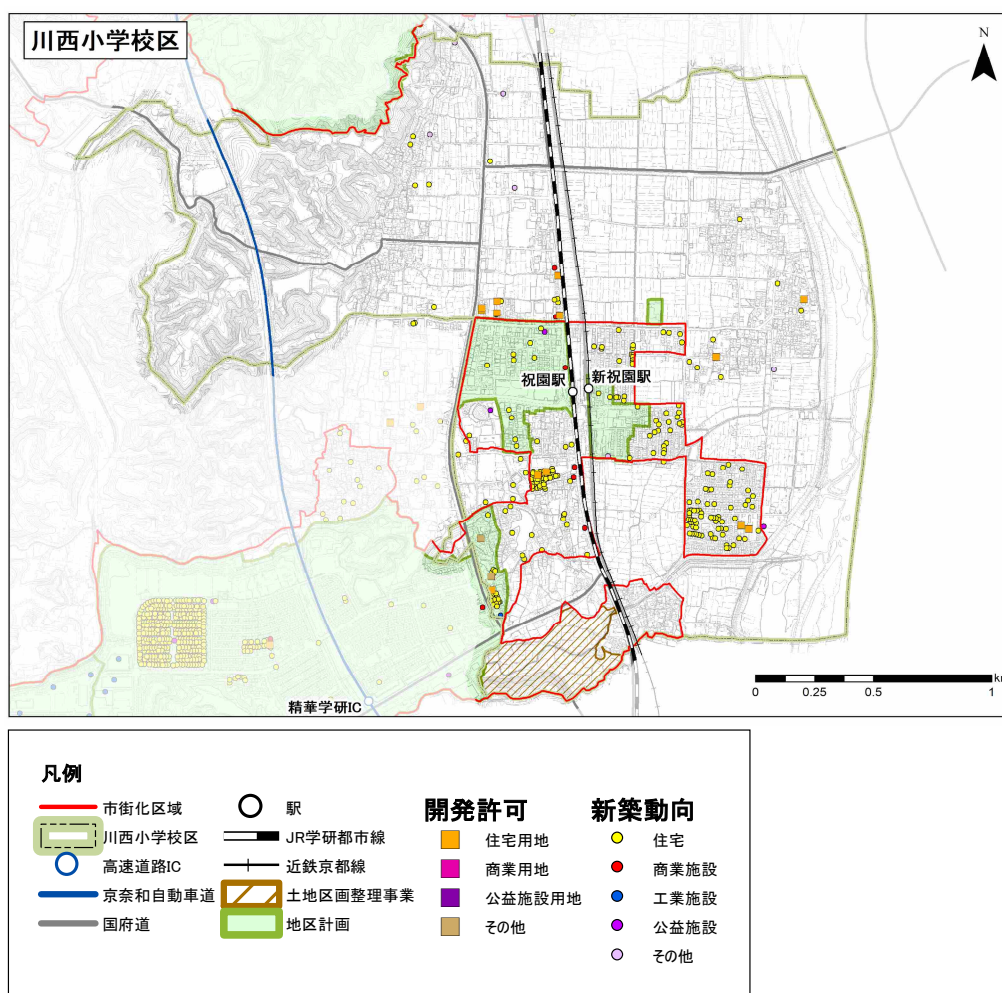 川西小学校区
N
祝園駅
新祝園駅
精華学研IC
0 0.25 0.5 1 km
凡例
市街化区域
川西小学校区
高速道路IC
京奈和自動車道
国府道
駅
JR学研都市線
近鉄京都線
土地区画整理事業
地区計画
開発許可
住宅用地
商業用地
公益施設用地
その他
新築動向
住宅
商業施設
工業施設
公益施設
その他